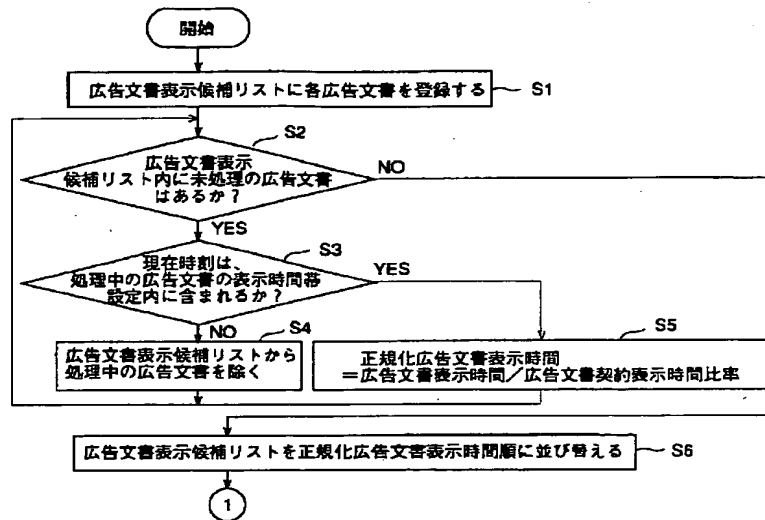 開始
広告文書表示候補リストに各広告文書を登録する
S1
S2
広告文書表示
候補リスト内に未処理の広告文書
はあるか？
NO
YES
S3
現在時刻は、
処理中の広告文書の表示時間帯
設定内に含まれるか？
YES
NO
S4
広告文書表示候補リストから
処理中の広告文書を除く
S5
正規化広告文書表示時間
＝広告文書表示時間／広告文書契約表示時間比率
広告文書表示候補リストを正規化広告文書表示時間順に並び替える
S6
1